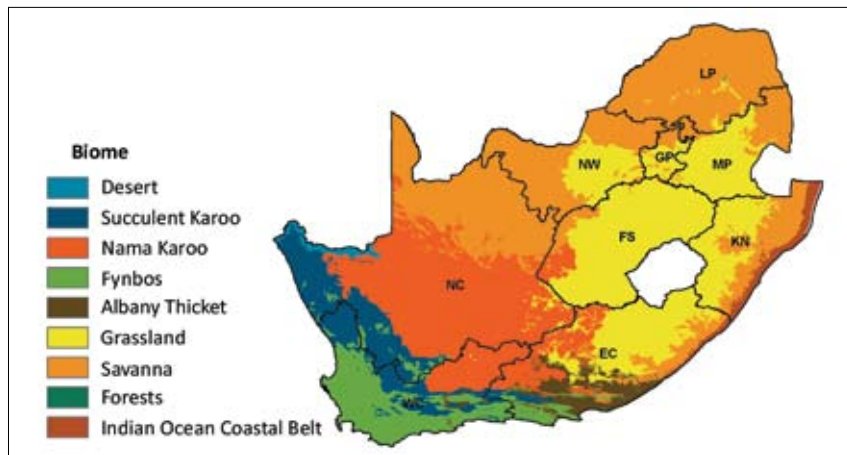 Biome
Desert
Succulent Karoo
Nama Karoo
Fynbos
Albany Thicket
Grassland
Savanna
Forests
Indian Ocean Coastal Belt
LP
NW
GP
MP
FS
KN
NC
EC
WC